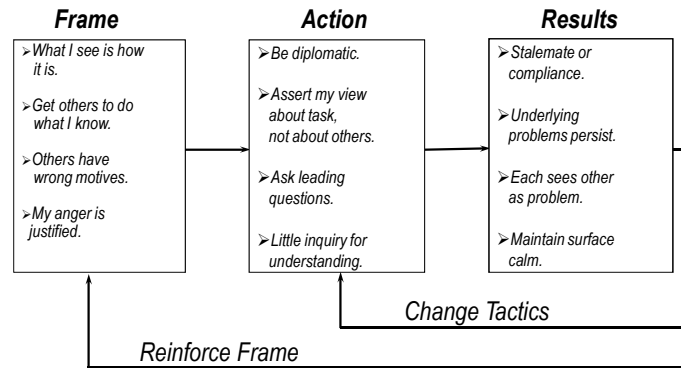 Frame
Action
Results
➢What I see is how
it is.
➢Get others to do
what I know.
➢Others have
wrong motives.
➢My anger is
justified.
➢Be diplomatic.
➢Assert my view
about task,
not about others.
➢Ask leading
questions.
➢Little inquiry for
understanding.
➢Stalemate or
compliance.
➢Underlying
problems persist.
➢Each sees other
as problem.
➢Maintain surface
calm.
Change Tactics
Reinforce Frame